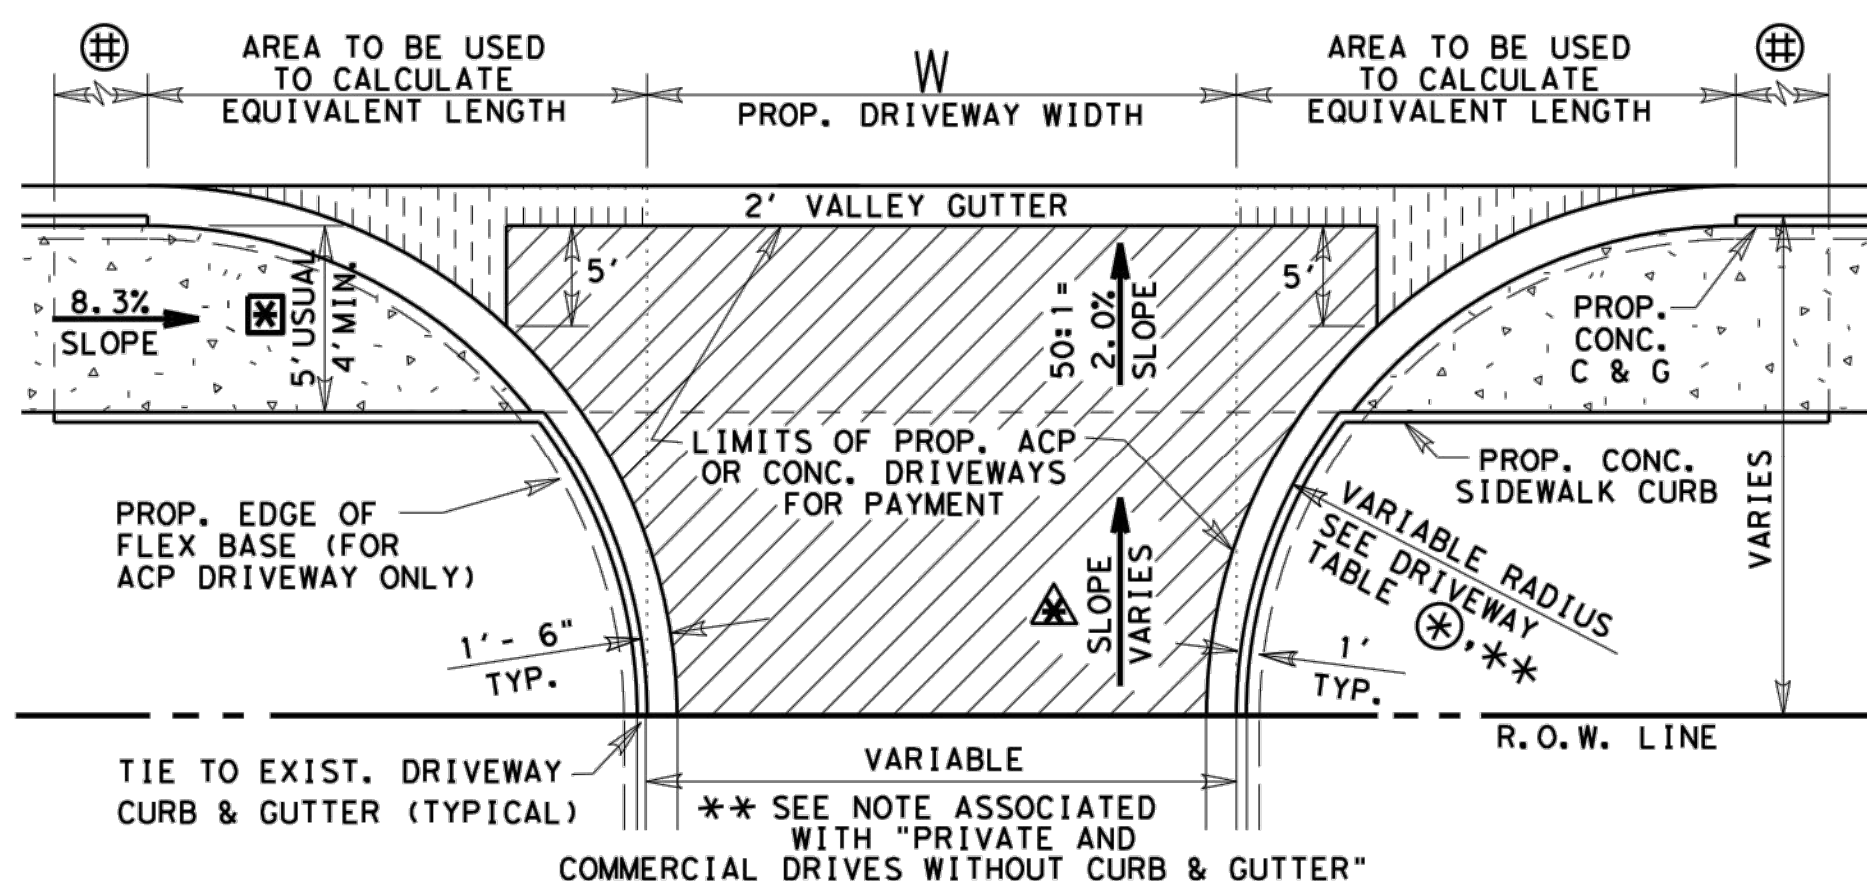 #
AREA TO BE USED
TO CALCULATE
EQUIVALENT LENGTH
W
PROP. DRIVEWAY WIDTH
AREA TO BE USED
TO CALCULATE
EQUIVALENT LENGTH
#
2' VALLEY GUTTER
8.3%
SLOPE
*
5' USUAL
4' MIN.
5'
50:1"
2.0%
SLOPE
5'
PROP.
CONC.
C & G
LIMITS OF PROP. ACP
OR CONC. DRIVEWAYS
FOR PAYMENT
PROP. CONC.
SIDEWALK CURB
VARIES
PROP. EDGE OF
FLEX BASE (FOR
ACP DRIVEWAY ONLY)
VARIABLE RADIUS
SEE DRIVEWAY
TABLE *,**
*
SLOPE
VARIES
1'-6"
TYP.
1'
TYP.
R.O.W. LINE
TIE TO EXIST. DRIVEWAY
CURB & GUTTER (TYPICAL)
VARIABLE
** SEE NOTE ASSOCIATED
WITH "PRIVATE AND
COMMERCIAL DRIVES WITHOUT CURB & GUTTER"